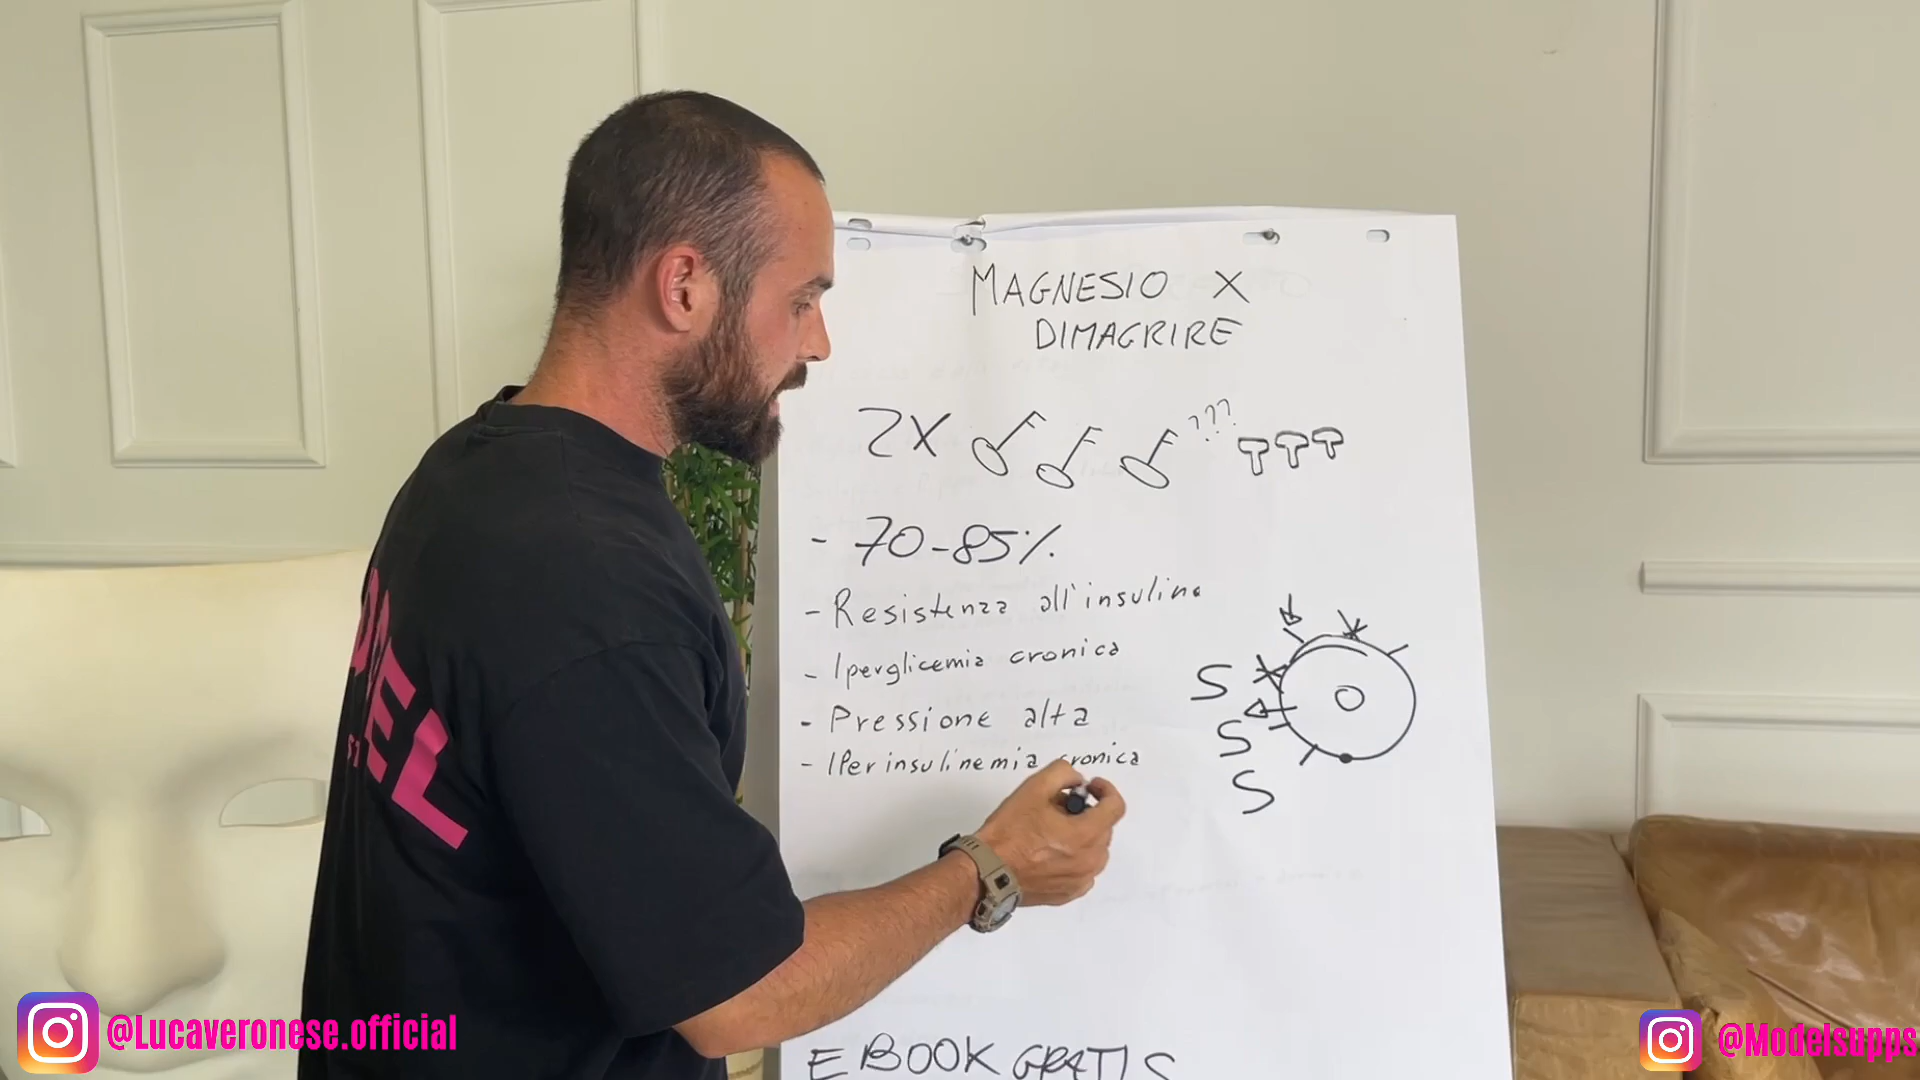 MAGNESIO X
DIMAGRIRE
2X ???
- 70-85%
- Resistenza all'insulina
- Iperglicemia cronica
- Pressione alta
- IPerinsulinemia cronica
S
S
S
EBOOK GRATIS
@Lucaveronese.official
@Modelsupps